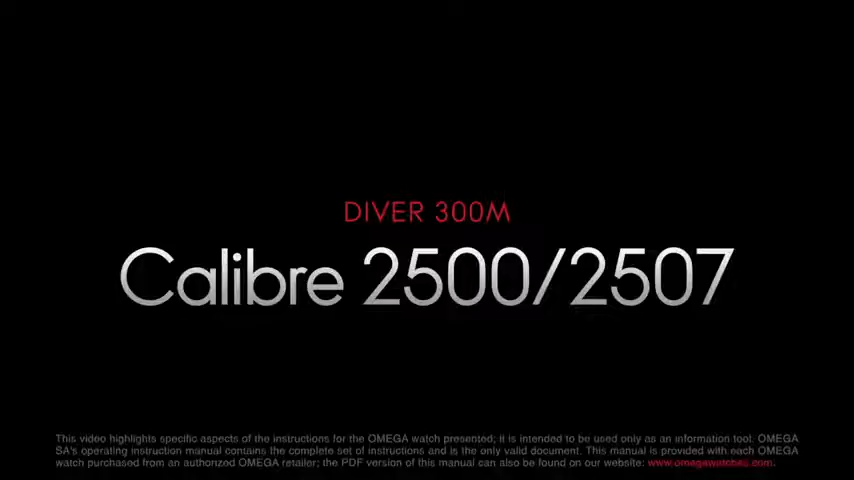 DIVER 300M
Calibre 2500/2507
This video highlights specific aspects of the instructions for the OMEGA watch presented; it is intended to be used only as an information tool. OMEGA
SA's operating instruction manual contains the complete set of instructions and is the only valid document. This manual is provided with each OMEGA
watch purchased from an authorized OMEGA retailer; the PDF version of this manual can also be found on our website: www.omegawatches.com.